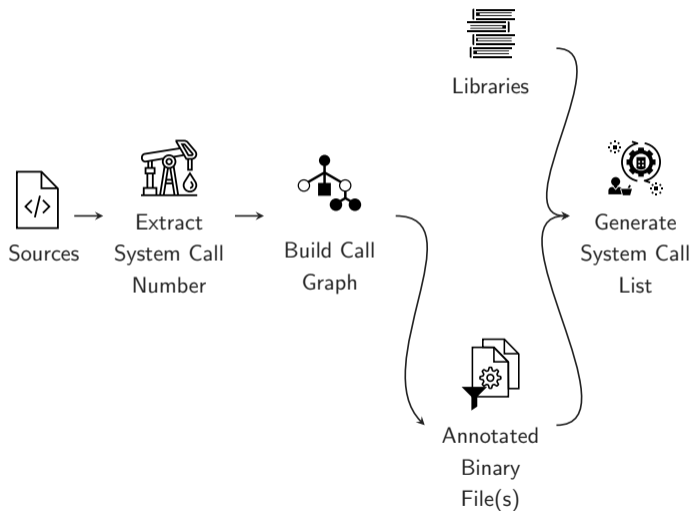 Libraries
</>
Sources
Extract
System Call
Number
Build Call
Graph
Generate
System Call
List
Annotated
Binary
File(s)